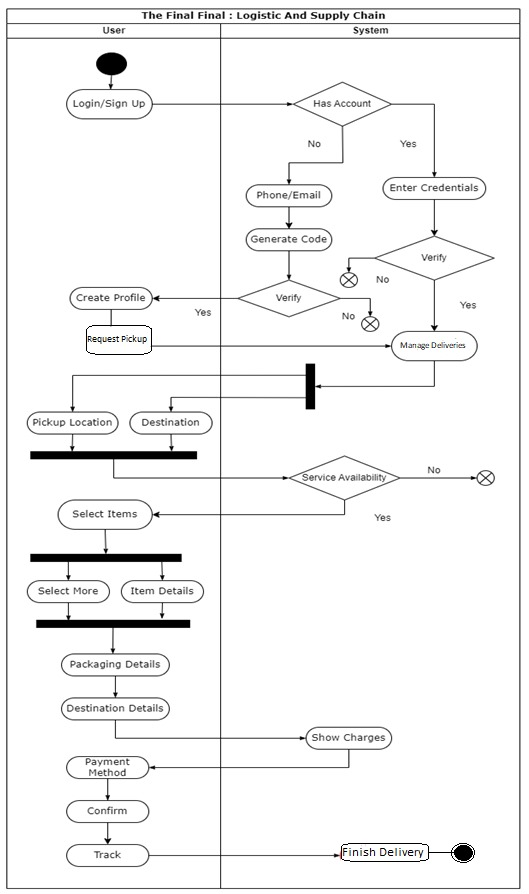 The Final Final : Logistic And Supply Chain
User
System
Login/Sign Up
Has Account
No
Yes
Phone/Email
Enter Credentials
Generate Code
Verify
No
Create Profile
Verify
Yes
Yes
No
Request Pickup
Manage Deliveries
Pickup Location
Destination
Service Availability
No
Select Items
Yes
Select More
Item Details
Packaging Details
Destination Details
Show Charges
Payment
Method
Confirm
Track
Finish Delivery